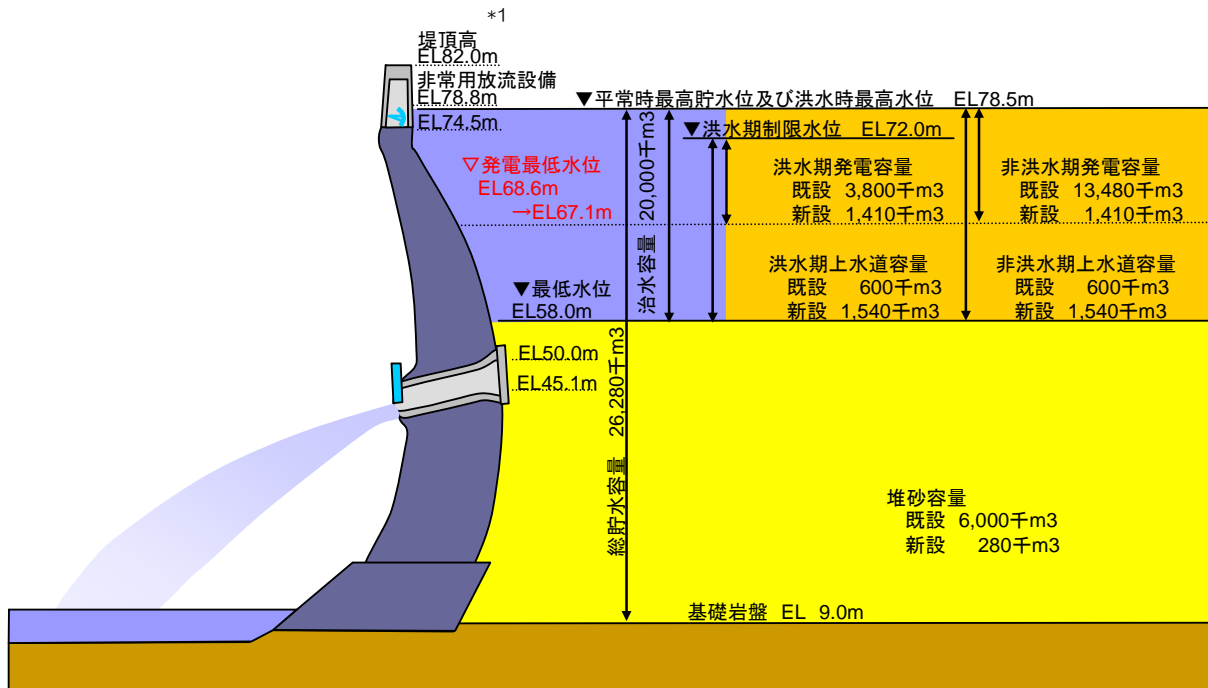 *1
堤頂高
EL82.0m
非常用放流設備
EL78.8m
EL74.5m
▼平常時最高貯水位及び洪水時最高水位 EL78.5m
▼洪水期制限水位 EL72.0m
▽発電最低水位
EL68.6m
→EL67.1m
治水容量 20,000千m3
洪水期発電容量
既設 3,800千m3
新設 1,410千m3
非洪水期発電容量
既設 13,480千m3
新設 1,410千m3
洪水期上水道容量
既設 600千m3
新設 1,540千m3
非洪水期上水道容量
既設 600千m3
新設 1,540千m3
▼最低水位
EL58.0m
EL50.0m
EL45.1m
総貯水容量 26,280千m3
堆砂容量
既設 6,000千m3
新設 280千m3
基礎岩盤 EL 9.0m